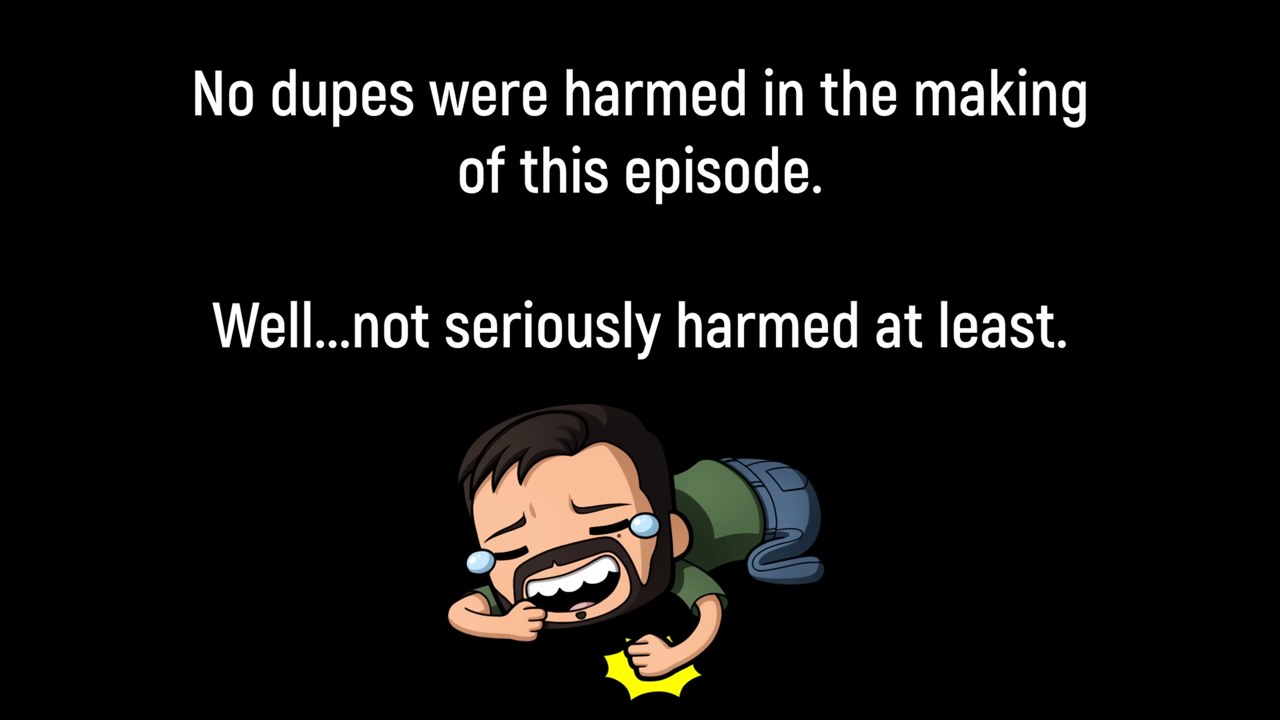 No dupes were harmed in the making
of this episode.
Well...not seriously harmed at least.